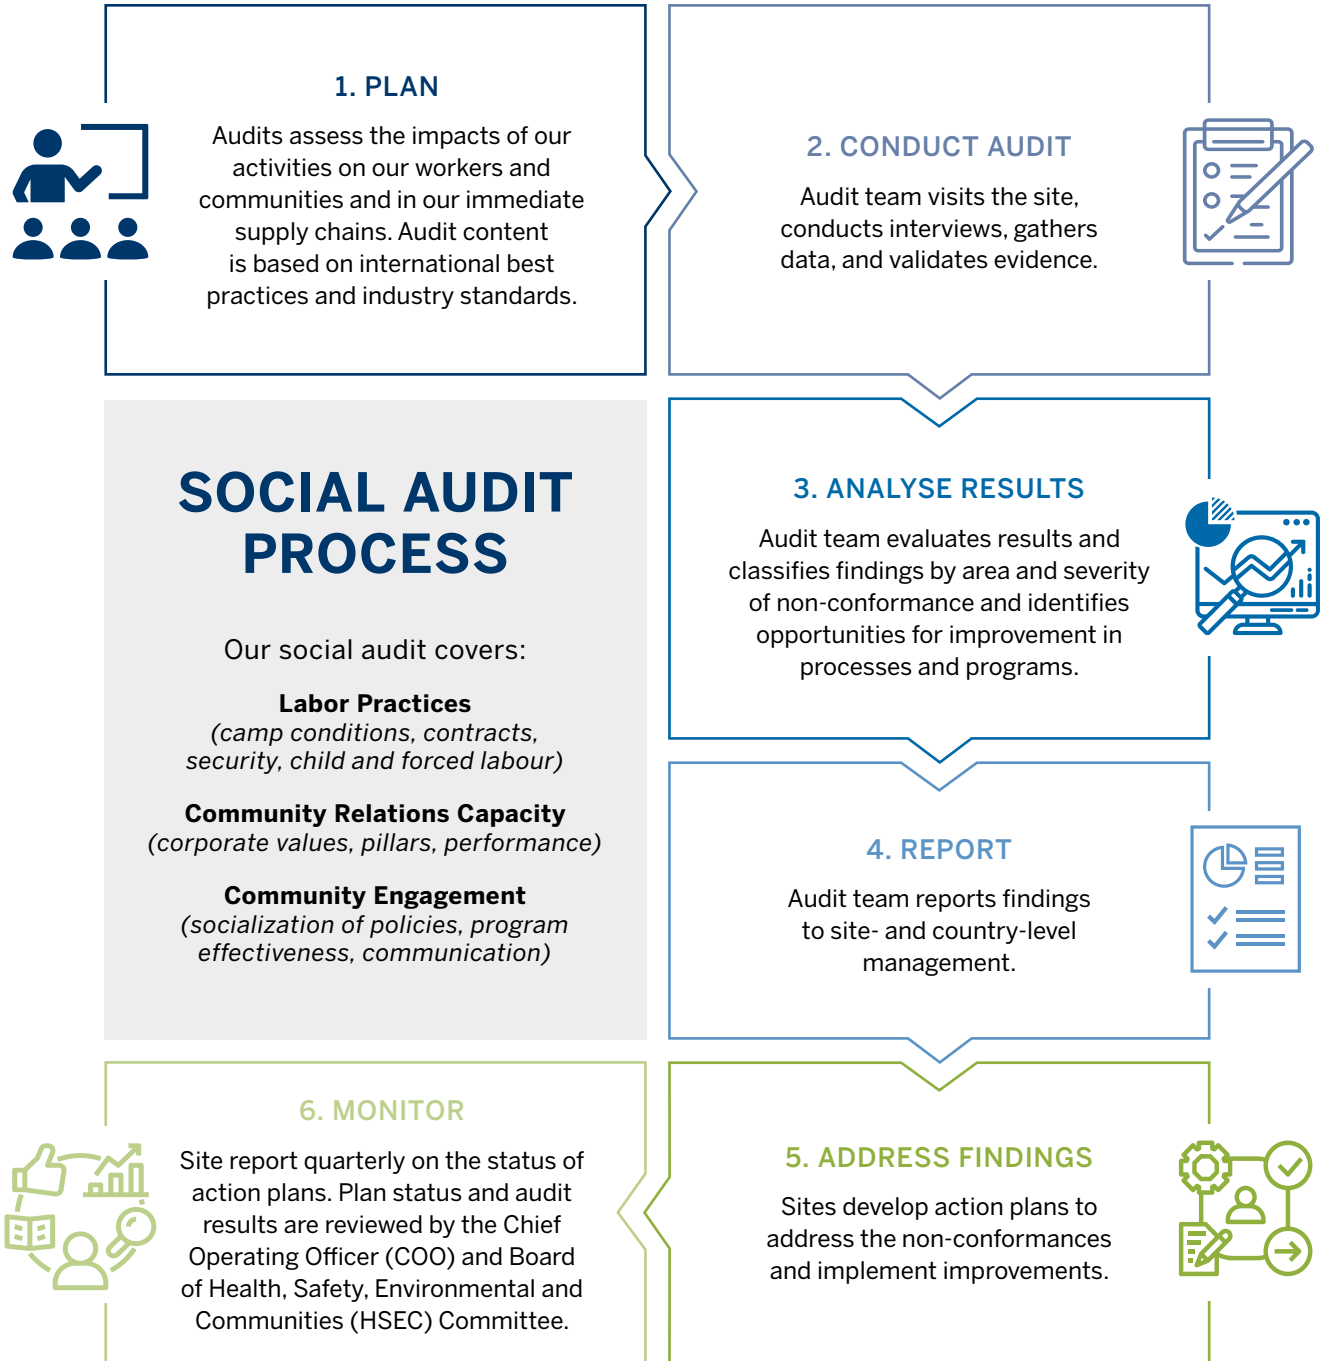 1. PLAN
Audits assess the impacts of our
activities on our workers and
communities and in our immediate
supply chains. Audit content
is based on international best
practices and industry standards.
2. CONDUCT AUDIT
Audit team visits the site,
conducts interviews, gathers
data, and validates evidence.
SOCIAL AUDIT
PROCESS
Our social audit covers:
Labor Practices
(camp conditions, contracts,
security, child and forced labour)
Community Relations Capacity
(corporate values, pillars, performance)
Community Engagement
(socialization of policies, program
effectiveness, communication)
3. ANALYSE RESULTS
Audit team evaluates results and
classifies findings by area and severity
of non-conformance and identifies
opportunities for improvement in
processes and programs.
4. REPORT
Audit team reports findings
to site- and country-level
management.
5. ADDRESS FINDINGS
Sites develop action plans to
address the non-conformances
and implement improvements.
6. MONITOR
Site report quarterly on the status of
action plans. Plan status and audit
results are reviewed by the Chief
Operating Officer (COO) and Board
of Health, Safety, Environmental and
Communities (HSEC) Committee.